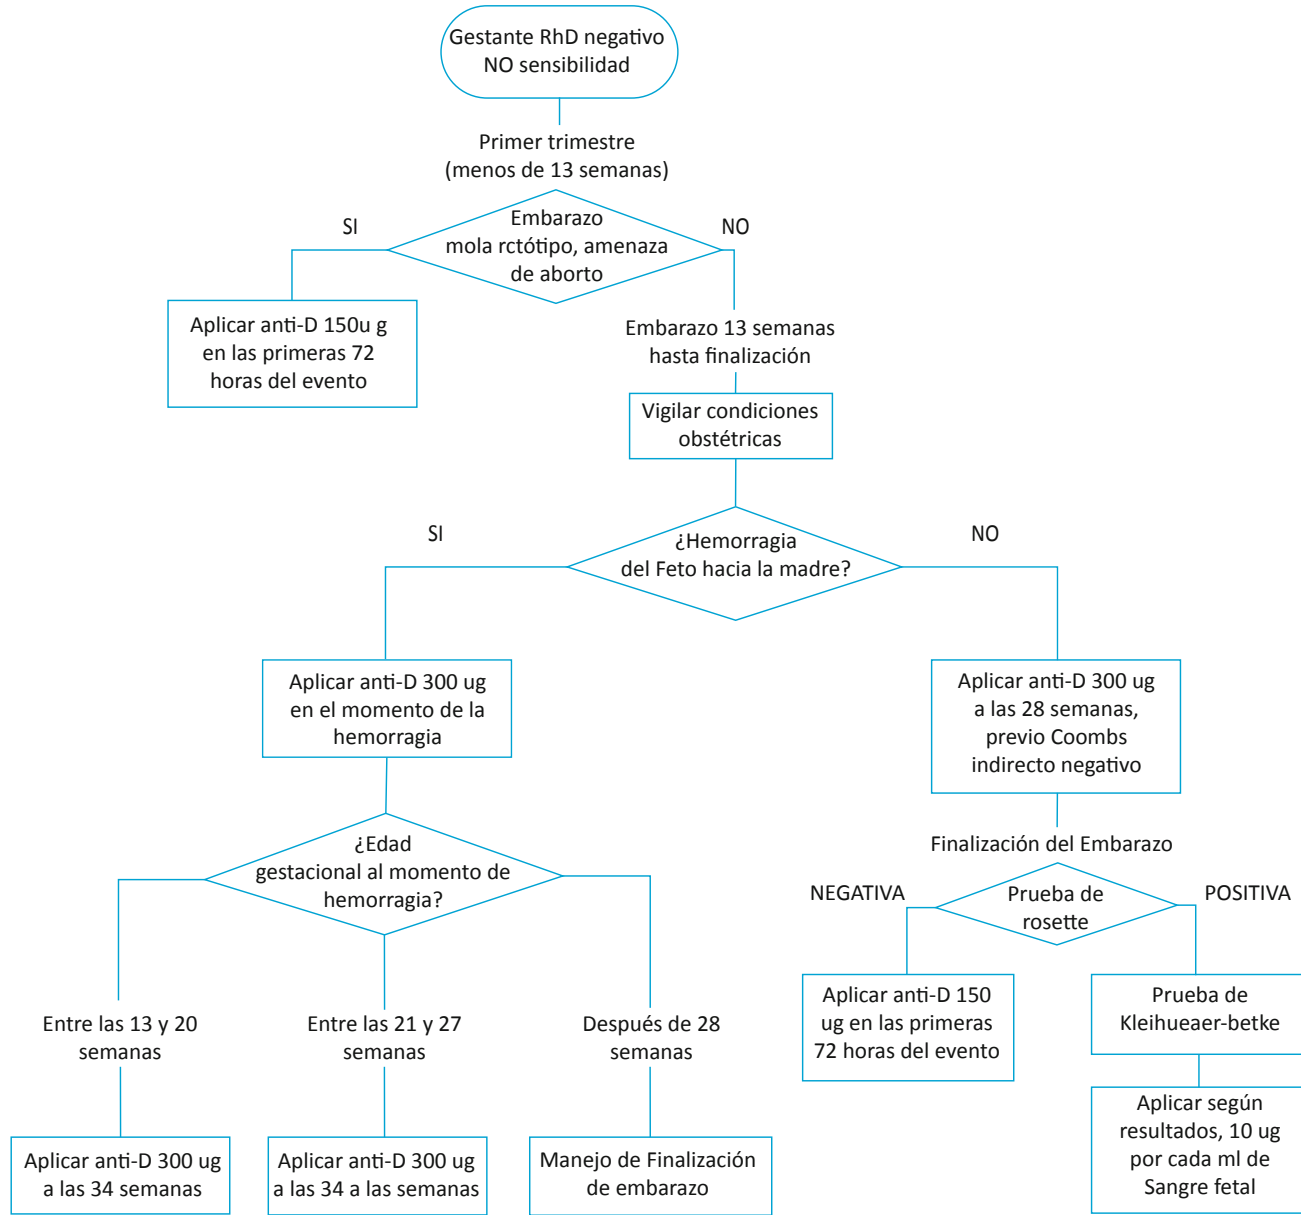 Gestante RhD negativo
NO sensibilidad
Primer trimestre
(menos de 13 semanas)
SI
NO
Embarazo
mola rctótipo, amenaza
de aborto
Aplicar anti-D 150u g
en las primeras 72
horas del evento
Embarazo 13 semanas
hasta finalización
Vigilar condiciones
obstétricas
SI
NO
¿Hemorragia
del Feto hacia la madre?
Aplicar anti-D 300 ug
en el momento de la
hemorragia
Aplicar anti-D 300 ug
a las 28 semanas,
previo Coombs
indirecto negativo
¿Edad
gestacional al momento de
hemorragia?
Finalización del Embarazo
NEGATIVA
POSITIVA
Prueba de
rosette
Entre las 13 y 20
semanas
Entre las 21 y 27
semanas
Después de 28
semanas
Aplicar anti-D 150
ug en las primeras
72 horas del evento
Prueba de
Kleihueaer-betke
Aplicar anti-D 300 ug
a las 34 semanas
Aplicar anti-D 300 ug
a las 34 a las semanas
Manejo de Finalización
de embarazo
Aplicar según
resultados, 10 ug
por cada ml de
Sangre fetal